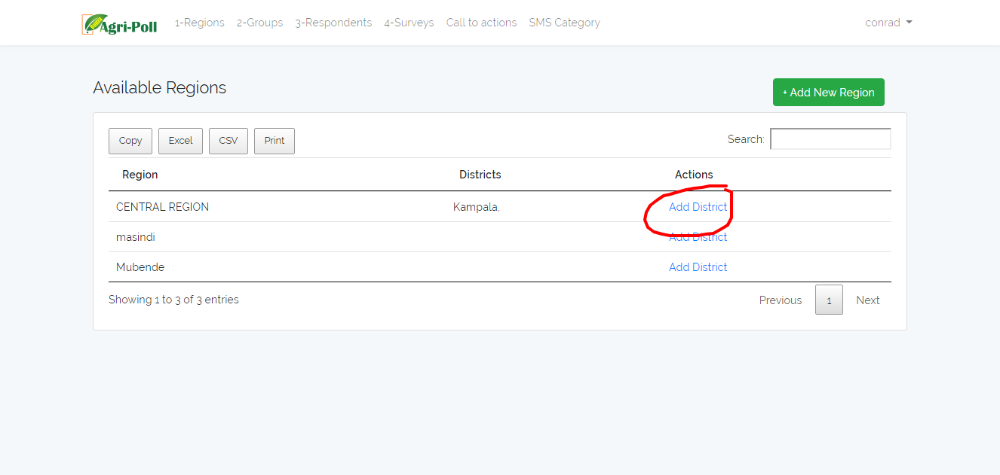 Agri-Poll 1-Regions 2-Groups 3-Respondents 4-Surveys Call to actions SMS Category conrad
Available Regions
+ Add New Region
Copy Excel CSV Print Search:
Region Districts Actions
CENTRAL REGION Kampala, Add District
masindi Add District
Mubende Add District
Showing 1 to 3 of 3 entries Previous 1 Next